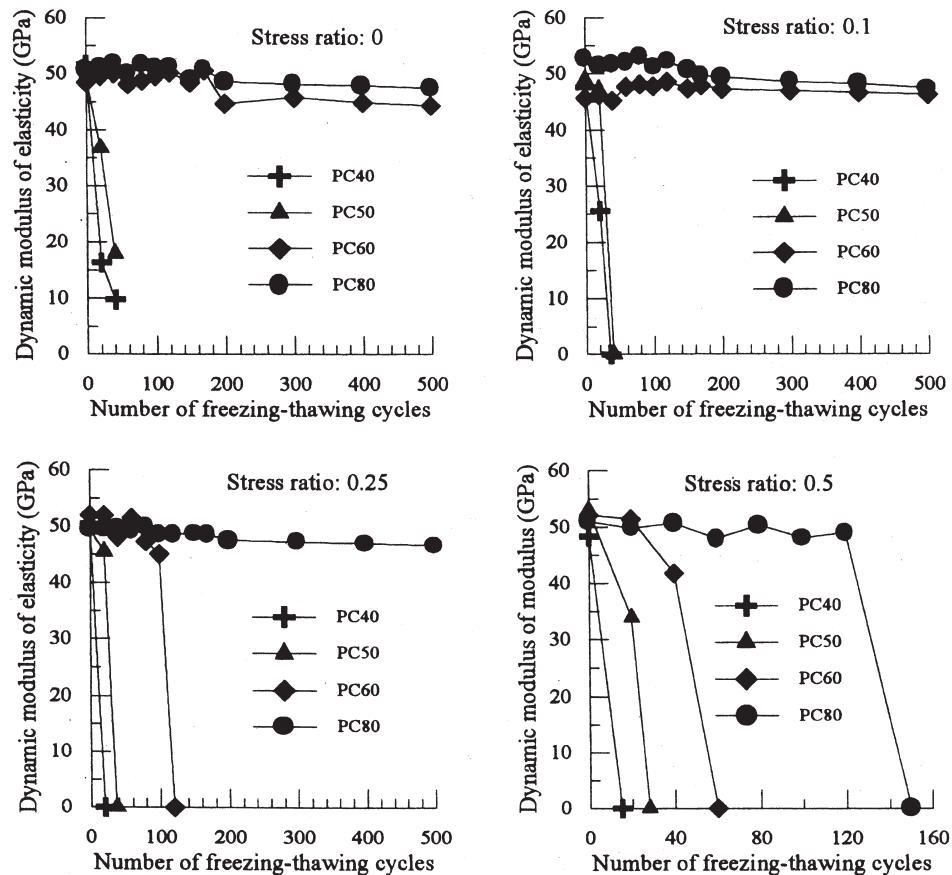 Stress ratio: 0
Dynamic modulus of elasticity (GPa)
60
50
40
30
20
10
0
PC40
PC50
PC60
PC80
0 100 200 300 400 500
Number of freezing-thawing cycles
Stress ratio: 0.1
Dynamic modulus of elasticity (GPa)
60
50
40
30
20
10
0
PC40
PC50
PC60
PC80
0 100 200 300 400 500
Number of freezing-thawing cycles
Stress ratio: 0.25
Dynamic modulus of elasticity (GPa)
60
50
40
30
20
10
0
PC40
PC50
PC60
PC80
0 100 200 300 400 500
Number of freezing-thawing cycles
Stress ratio: 0.5
Dynamic modulus of modulus (GPa)
60
50
40
30
20
10
0
PC40
PC50
PC60
PC80
0 40 80 120 160
Number of freezing-thawing cycles